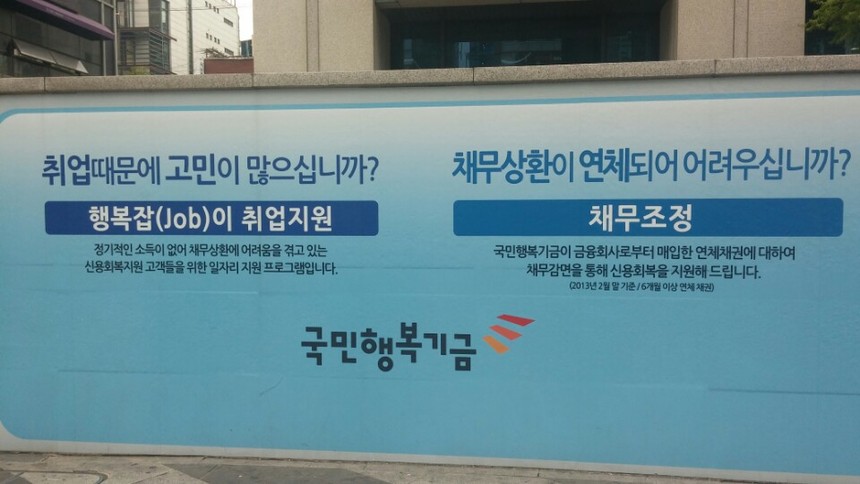 취업때문에 고민이 많으십니까?
행복잡(Job)이 취업지원
정기적인 소득이 없어 채무상환에 어려움을 겪고 있는
신용회복지원 고객들을 위한 일자리 지원 프로그램입니다.
채무상환이 연체되어 어려우십니까?
채무조정
국민행복기금이 금융회사로부터 매입한 연체채권에 대하여
채무감면을 통해 신용회복을 지원해 드립니다.
(2013년 2월 말 기준 / 6개월 이상 연체 채권)
국민행복기금